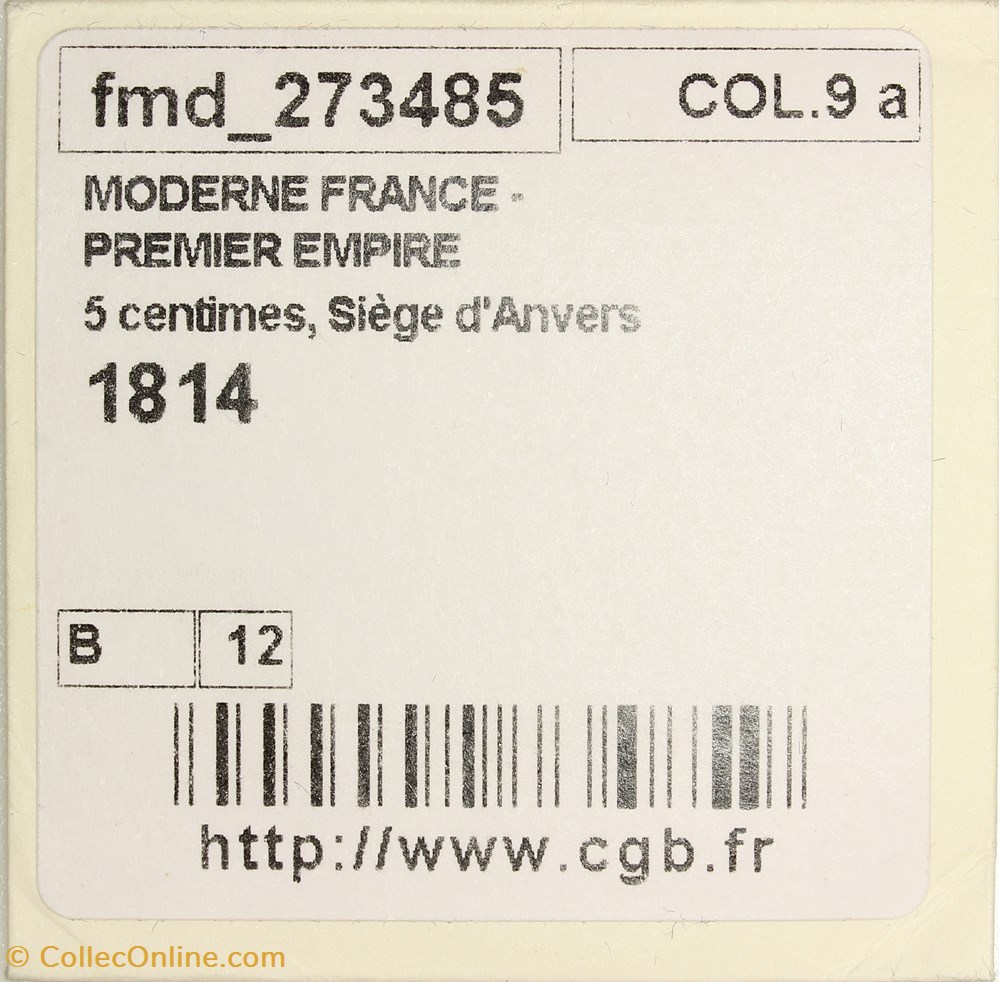 fmd_273485
COL.9 a
MODERNE FRANCE -
PREMIER EMPIRE
5 centimes, Siège d'Anvers
1814
B
12
http://www.cgb.fr
© CollecOnline.com